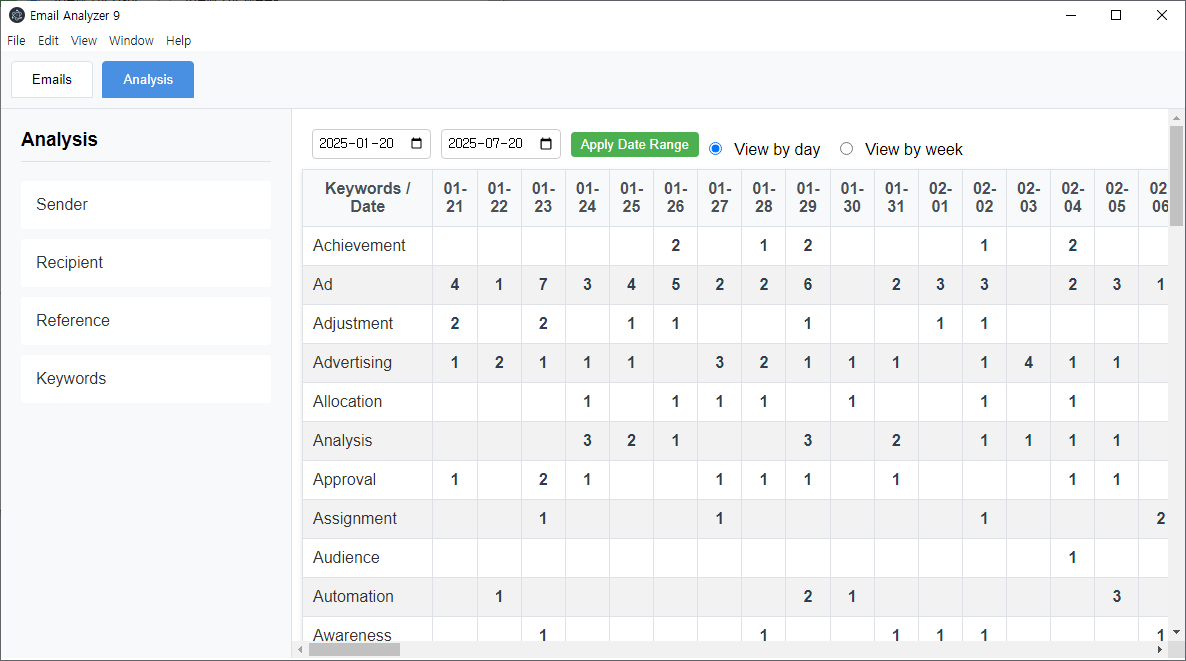 Email Analyzer 9
File Edit View Window Help
Emails Analysis
Analysis
Sender
Recipient
Reference
Keywords
2025-01-20 2025-07-20 Apply Date Range View by day View by week
Keywords / Date 01-21 01-22 01-23 01-24 01-25 01-26 01-27 01-28 01-29 01-30 01-31 02-01 02-02 02-03 02-04 02-05 02-06
Achievement 2 1 2 1 2
Ad 4 1 7 3 4 5 2 2 6 2 3 3 2 3 1
Adjustment 2 2 1 1 1 1 1
Advertising 1 2 1 1 1 3 2 1 1 1 1 4 1 1
Allocation 1 1 1 1 1 1 1
Analysis 3 2 1 3 2 1 1 1 1
Approval 1 2 1 1 1 1 1 1 1
Assignment 1 1 1 2
Audience 1
Automation 1 2 1 3
Awareness 1 1 1 1 1 1